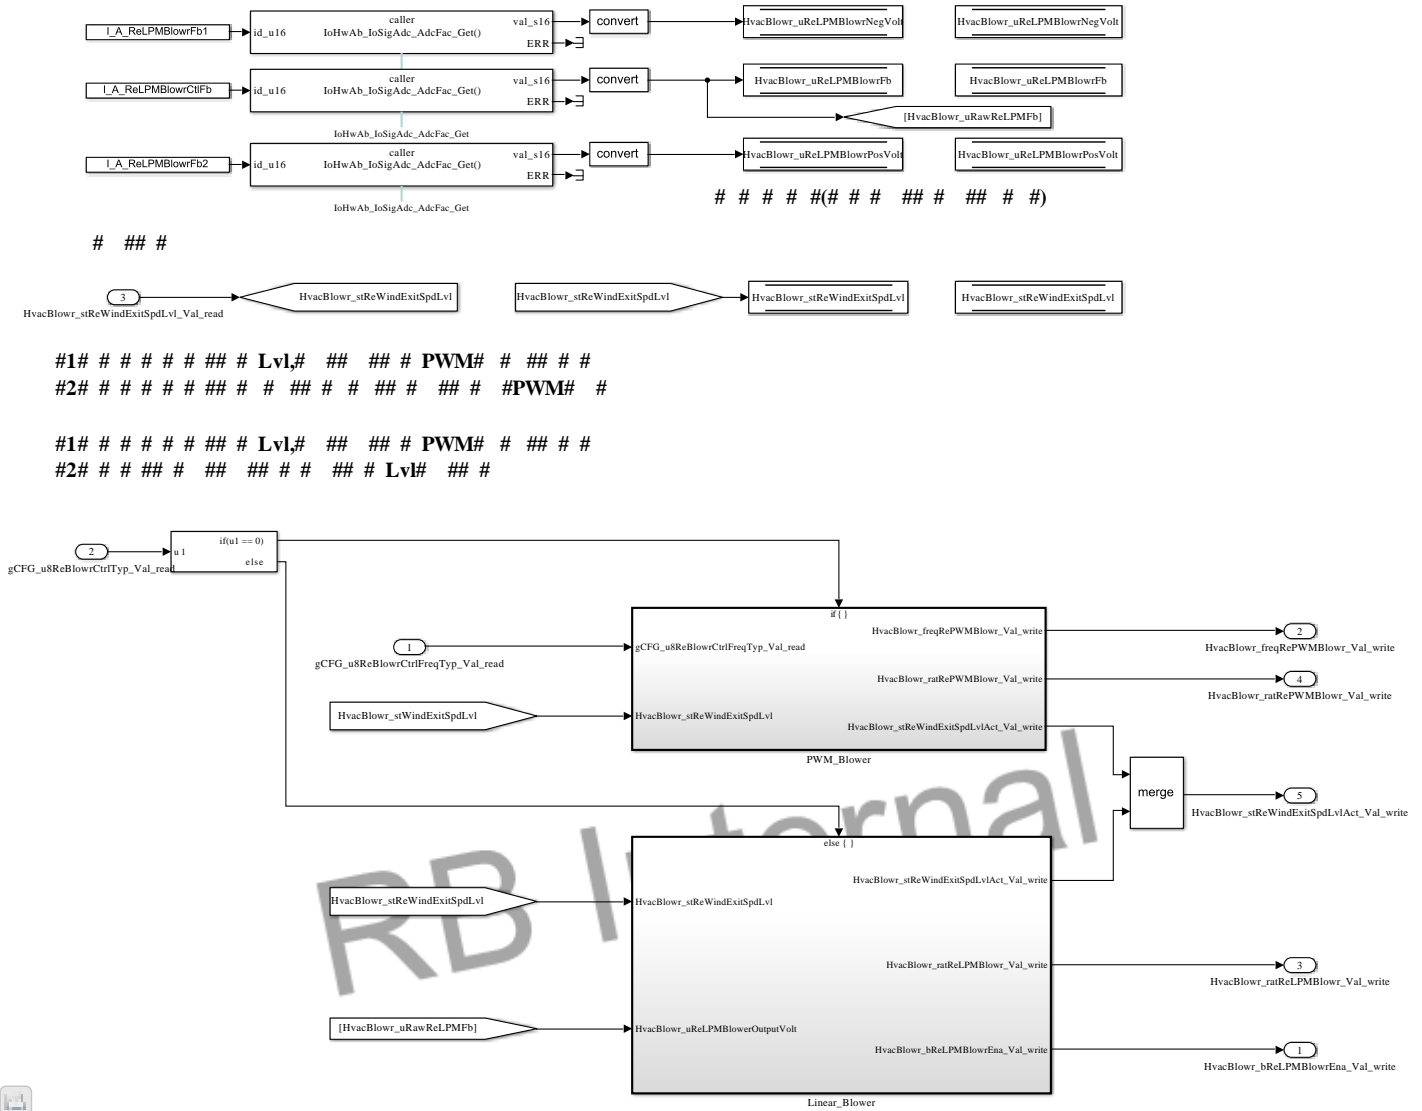 I_A_ReLPMBlowrFb1
id_u16
caller
IoHwAb_IoSigAdc_AdcFac_Get()
val_s16
ERR
convert
HvacBlowr_uReLPMBlowrNegVolt
HvacBlowr_uReLPMBlowrNegVolt
I_A_ReLPMBlowrCtlFb
id_u16
caller
IoHwAb_IoSigAdc_AdcFac_Get()
val_s16
ERR
convert
HvacBlowr_uReLPMBlowrFb
HvacBlowr_uReLPMBlowrFb
[HvacBlowr_uRawReLPMFb]
IoHwAb_IoSigAdc_AdcFac_Get
I_A_ReLPMBlowrFb2
id_u16
caller
IoHwAb_IoSigAdc_AdcFac_Get()
val_s16
ERR
convert
HvacBlowr_uReLPMBlowrPosVolt
HvacBlowr_uReLPMBlowrPosVolt
IoHwAb_IoSigAdc_AdcFac_Get
# # # # #(# # # ## # ## # #)
# ## #
3
HvacBlowr_stReWindExitSpdLvl_Val_read
HvacBlowr_stReWindExitSpdLvl
HvacBlowr_stReWindExitSpdLvl
HvacBlowr_stReWindExitSpdLvl
HvacBlowr_stReWindExitSpdLvl
#1# # # # # # ## # Lvl,# ## ## # PWM# # ## # #
#2# # # # # # ## # # ## # # ## # ## # #PWM# #
#1# # # # # # ## # Lvl,# ## ## # PWM# # ## # #
#2# # # ## # ## ## # # ## # Lvl# ## #
2
gCFG_u8ReBlowrCtrlTyp_Val_read
u1
if(u1 == 0)
else
1
gCFG_u8ReBlowrCtrlFreqTyp_Val_read
HvacBlowr_stWindExitSpdLvl
if { }
gCFG_u8ReBlowrCtrlFreqTyp_Val_read
HvacBlowr_stReWindExitSpdLvl
HvacBlowr_freqRePWMBlowr_Val_write
HvacBlowr_ratRePWMBlowr_Val_write
HvacBlowr_stReWindExitSpdLvlAct_Val_write
PWM_Blower
2
HvacBlowr_freqRePWMBlowr_Val_write
4
HvacBlowr_ratRePWMBlowr_Val_write
merge
5
HvacBlowr_stReWindExitSpdLvlAct_Val_write
RB Internal
HvacBlowr_stReWindExitSpdLvl
[HvacBlowr_uRawReLPMFb]
else { }
HvacBlowr_stReWindExitSpdLvl
HvacBlowr_uReLPMBlowerOutputVolt
HvacBlowr_stReWindExitSpdLvlAct_Val_write
HvacBlowr_ratReLPMBlowr_Val_write
HvacBlowr_bReLPMBlowrEna_Val_write
Linear_Blower
3
HvacBlowr_ratReLPMBlowr_Val_write
1
HvacBlowr_bReLPMBlowrEna_Val_write